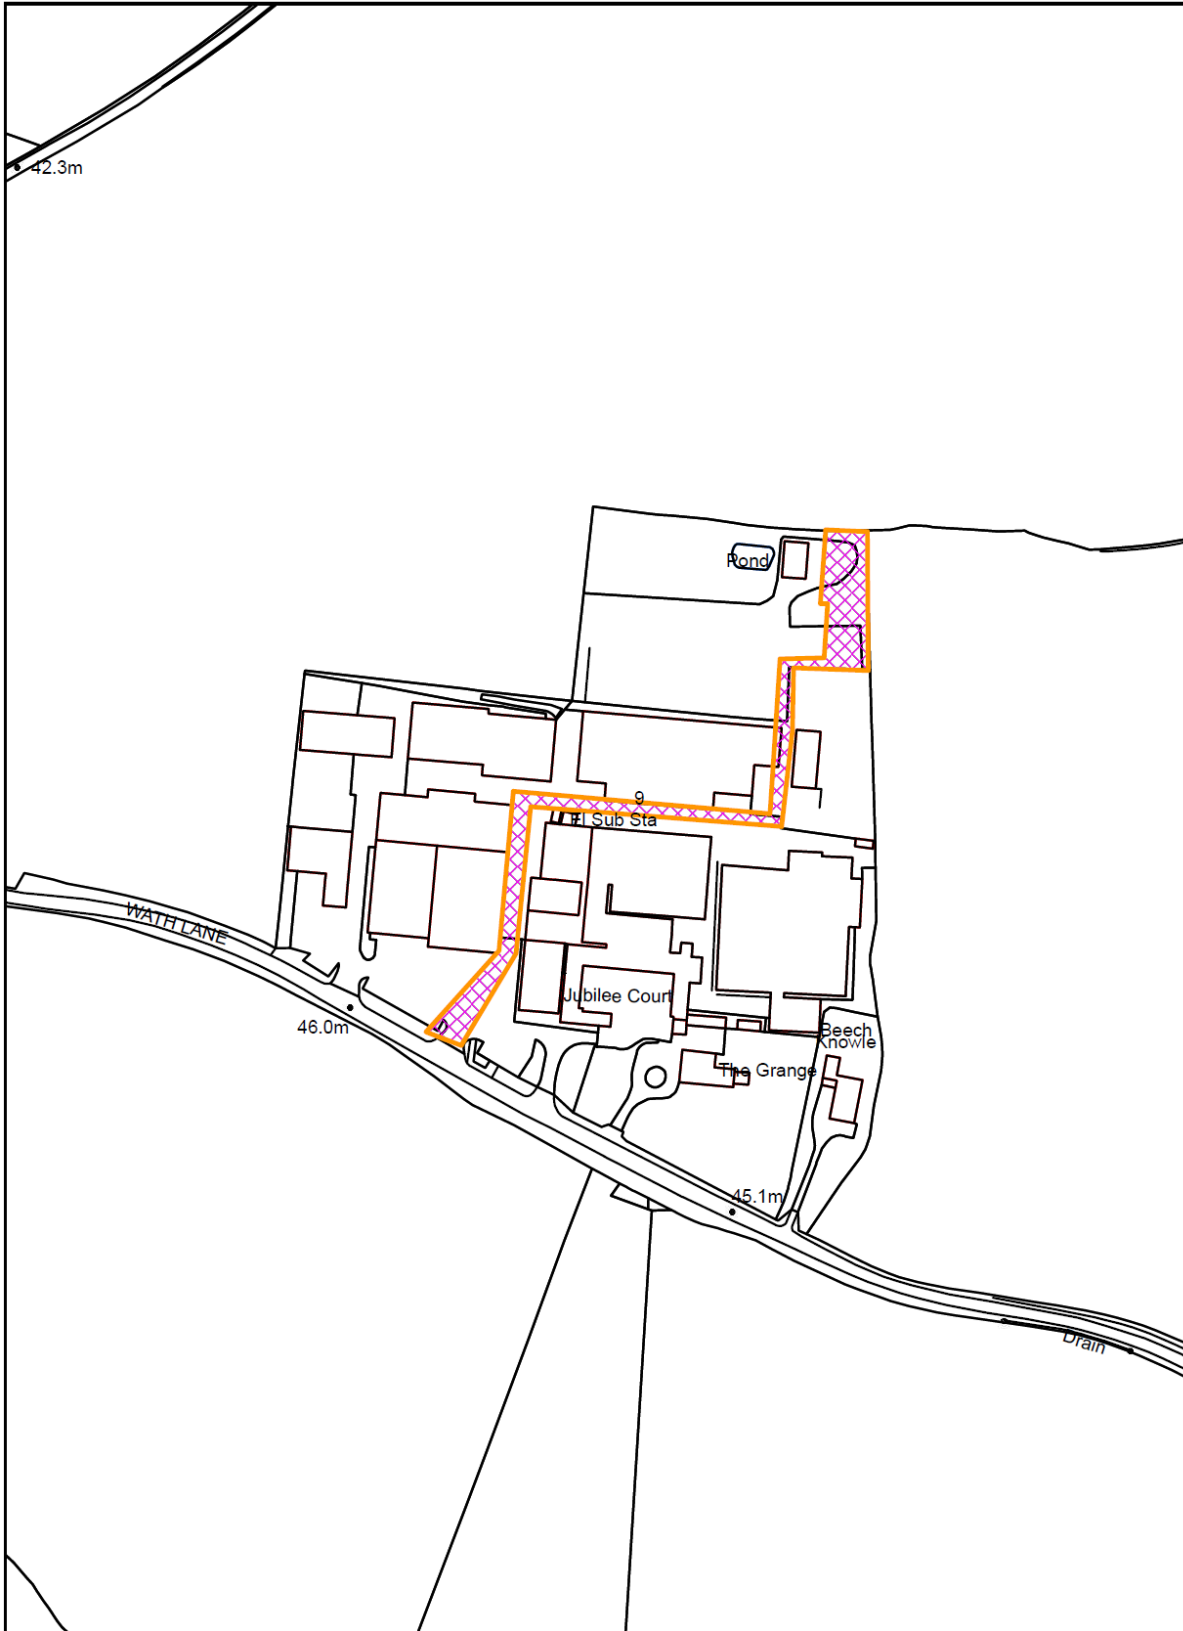 42.3m
Pond
9
El Sub Sta
WATH LANE
Jubilee Court
46.0m
Beech
Knowle
The Grange
45.1m
Drain